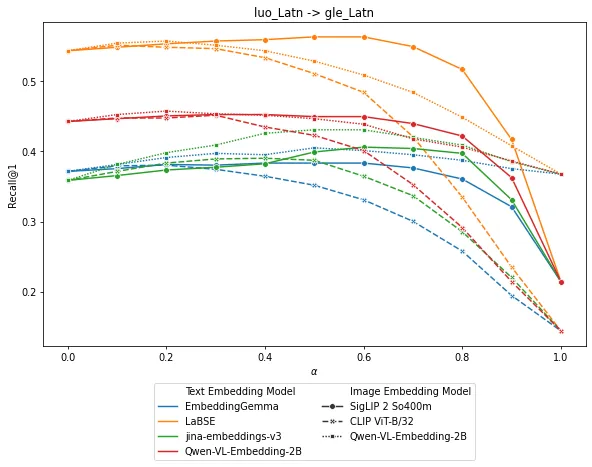 luo_Latn -> gle_Latn
Recall@1
0.5
0.4
0.3
0.2
0.0 0.2 0.4 0.6 0.8 1.0
α
Text Embedding Model Image Embedding Model
EmbeddingGemma SigLIP 2 So400m
LaBSE CLIP ViT-B/32
jina-embeddings-v3 Qwen-VL-Embedding-2B
Qwen-VL-Embedding-2B